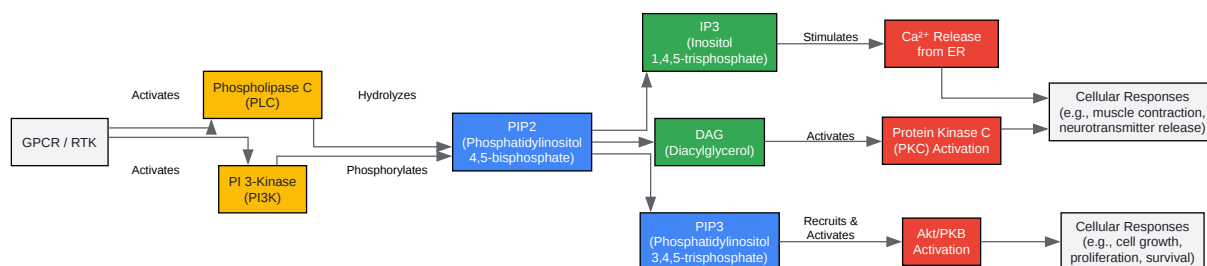 GPCR / RTK
Activates
Activates
Phospholipase C
(PLC)
PI 3-Kinase
(PI3K)
Hydrolyzes
Phosphorylates
PIP2
(Phosphatidylinositol
4,5-bisphosphate)
IP3
(Inositol
1,4,5-trisphosphate)
Stimulates
Ca²⁺ Release
from ER
DAG
(Diacylglycerol)
Activates
Protein Kinase C
(PKC) Activation
Cellular Responses
(e.g., muscle contraction,
neurotransmitter release)
PIP3
(Phosphatidylinositol
3,4,5-trisphosphate)
Recruits &
Activates
Akt/PKB
Activation
Cellular Responses
(e.g., cell growth,
proliferation, survival)